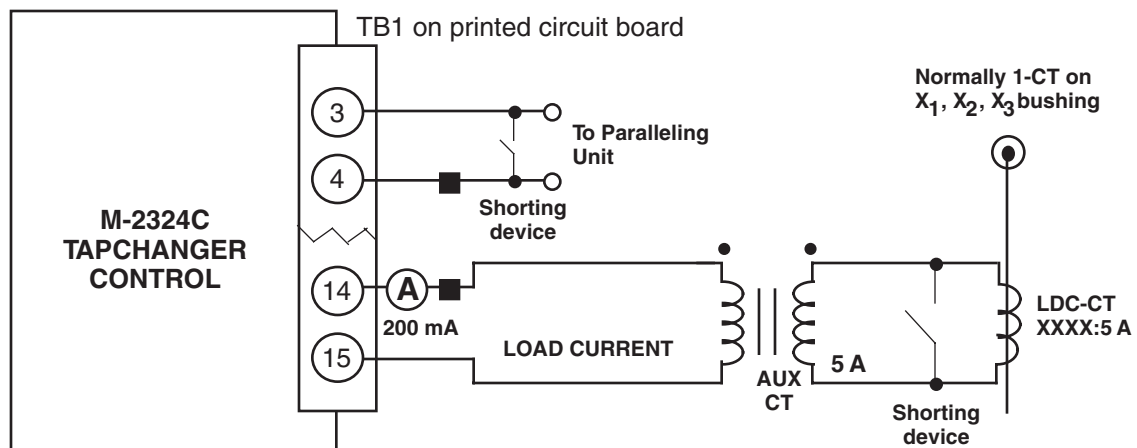 TB1 on printed circuit board
3
4
M-2324C
TAPCHANGER
CONTROL
14
15
A
200 mA
To Paralleling
Unit
Shorting
device
LOAD CURRENT
AUX
CT
5 A
Normally 1-CT on
X1, X2, X3 bushing
LDC-CT
XXXX:5 A
Shorting
device